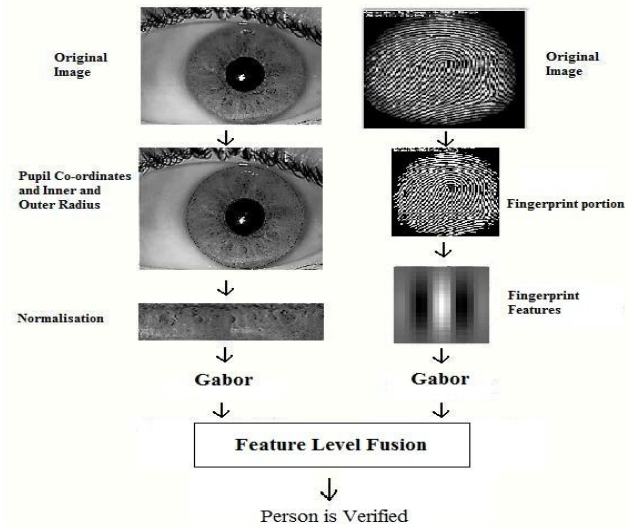 Original
Image
Original
Image
Pupil Co-ordinates
and Inner and
Outer Radius
Fingerprint portion
Normalisation
Fingerprint
Features
Gabor
Gabor
Feature Level Fusion
Person is Verified